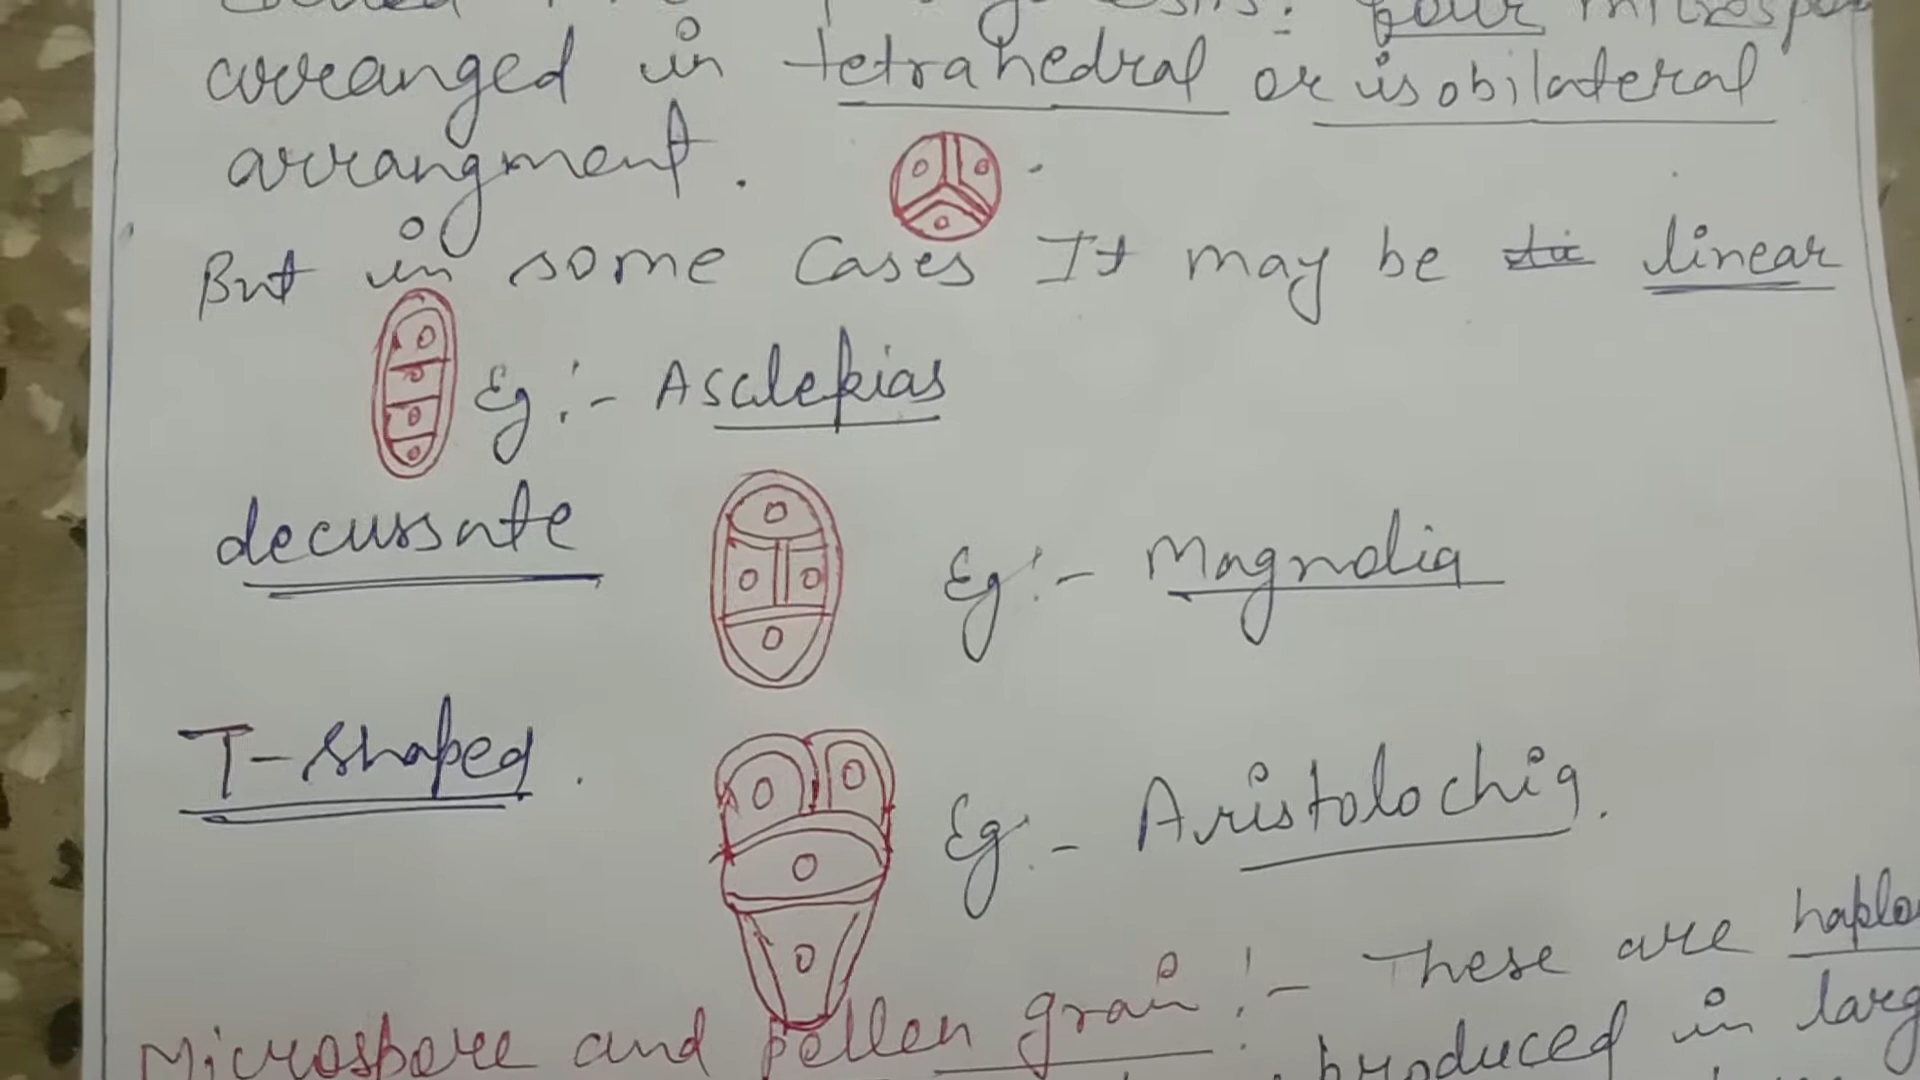 four
arranged in tetrahedral or isobilateral
arrangment.
But in some Cases It may be linear
Eg:- Asclepias
decussate Eg:- Magnolia
T-shaped. Eg:- Aristolochia.
Microspore and pollen grain:- These are
produced in